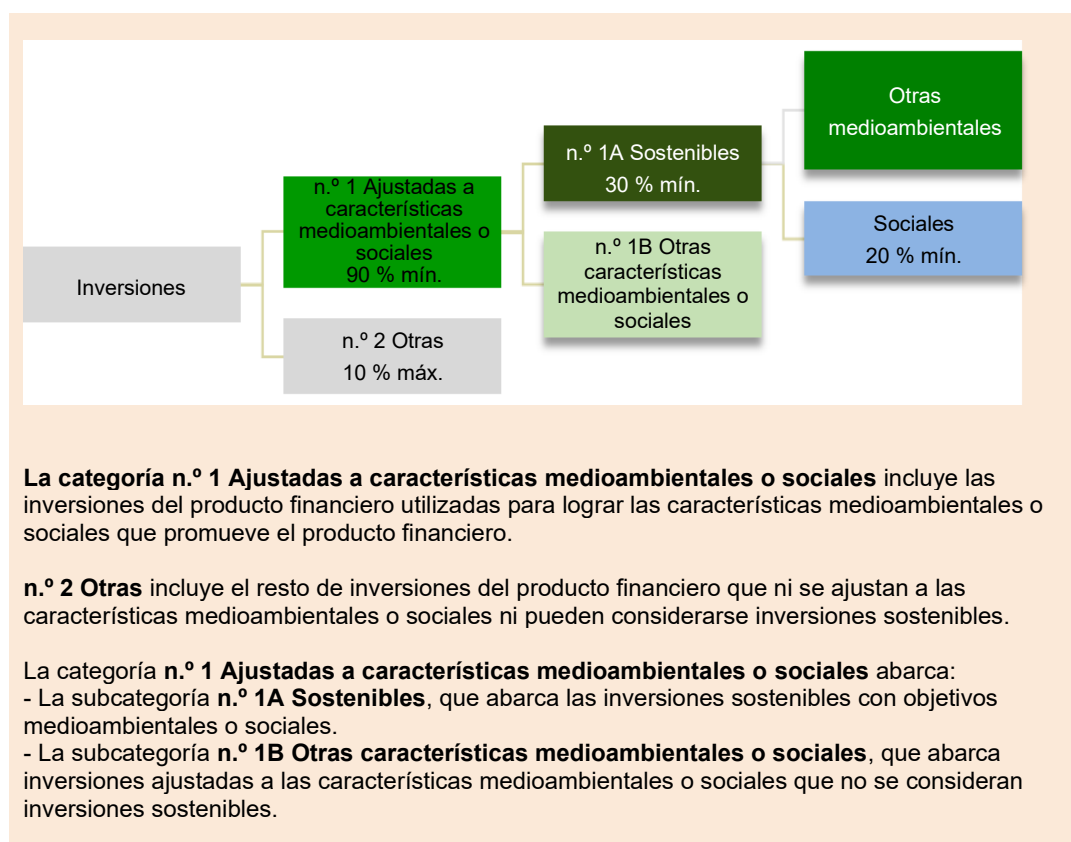 Inversiones
n.º 1 Ajustadas a
características
medioambientales o
sociales
90 % mín.
n.º 2 Otras
10 % máx.
n.º 1A Sostenibles
30 % mín.
n.º 1B Otras
características
medioambientales o
sociales
Otras
medioambientales
Sociales
20 % mín.
La categoría n.º 1 Ajustadas a características medioambientales o sociales incluye las
inversiones del producto financiero utilizadas para lograr las características medioambientales o
sociales que promueve el producto financiero.
n.º 2 Otras incluye el resto de inversiones del producto financiero que ni se ajustan a las
características medioambientales o sociales ni pueden considerarse inversiones sostenibles.
La categoría n.º 1 Ajustadas a características medioambientales o sociales abarca:
- La subcategoría n.º 1A Sostenibles, que abarca las inversiones sostenibles con objetivos
medioambientales o sociales.
- La subcategoría n.º 1B Otras características medioambientales o sociales, que abarca
inversiones ajustadas a las características medioambientales o sociales que no se consideran
inversiones sostenibles.